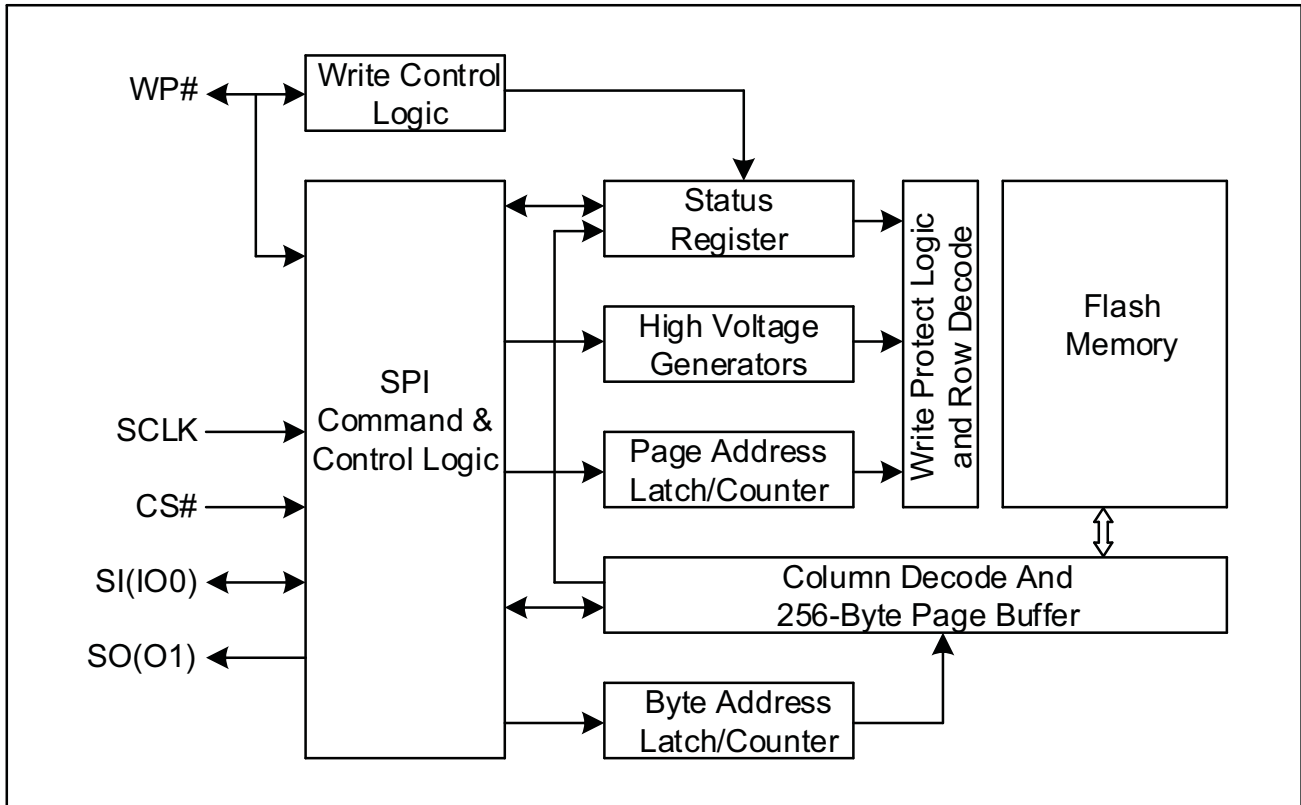 WP#
Write Control
Logic
Status
Register
High Voltage
Generators
Write Protect Logic
and Row Decode
Flash
Memory
SPI
Command &
Control Logic
SCLK
Page Address
Latch/Counter
CS#
SI(IO0)
Column Decode And
256-Byte Page Buffer
SO(O1)
Byte Address
Latch/Counter